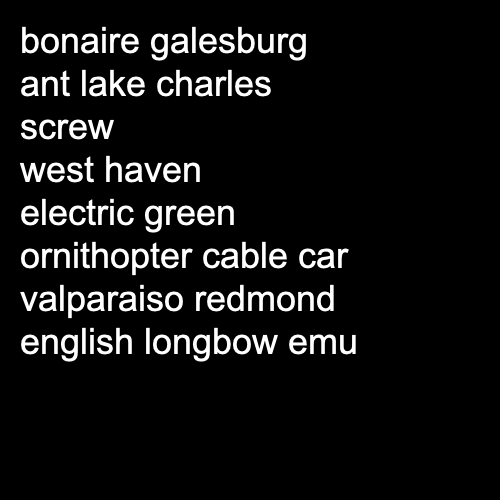 bonaire galesburg
ant lake charles
screw
west haven
electric green
ornithopter cable car
valparaiso redmond
english longbow emu